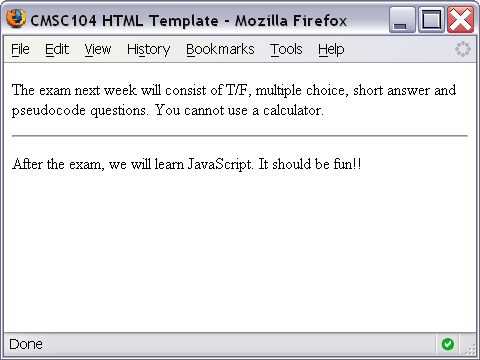 CMSC104 HTML Template - Mozilla Firefox
File Edit View History Bookmarks Tools Help
The exam next week will consist of T/F, multiple choice, short answer and
pseudocode questions. You cannot use a calculator.
After the exam, we will learn JavaScript. It should be fun!!
Done